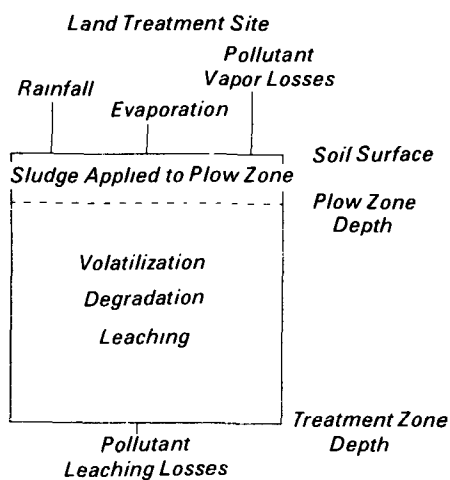 Land Treatment Site
Pollutant
Vapor Losses
Rainfall
Evaporation
Soil Surface
Sludge Applied to Plow Zone
Plow Zone
Depth
Volatilization
Degradation
Leaching
Treatment Zone
Depth
Pollutant
Leaching Losses